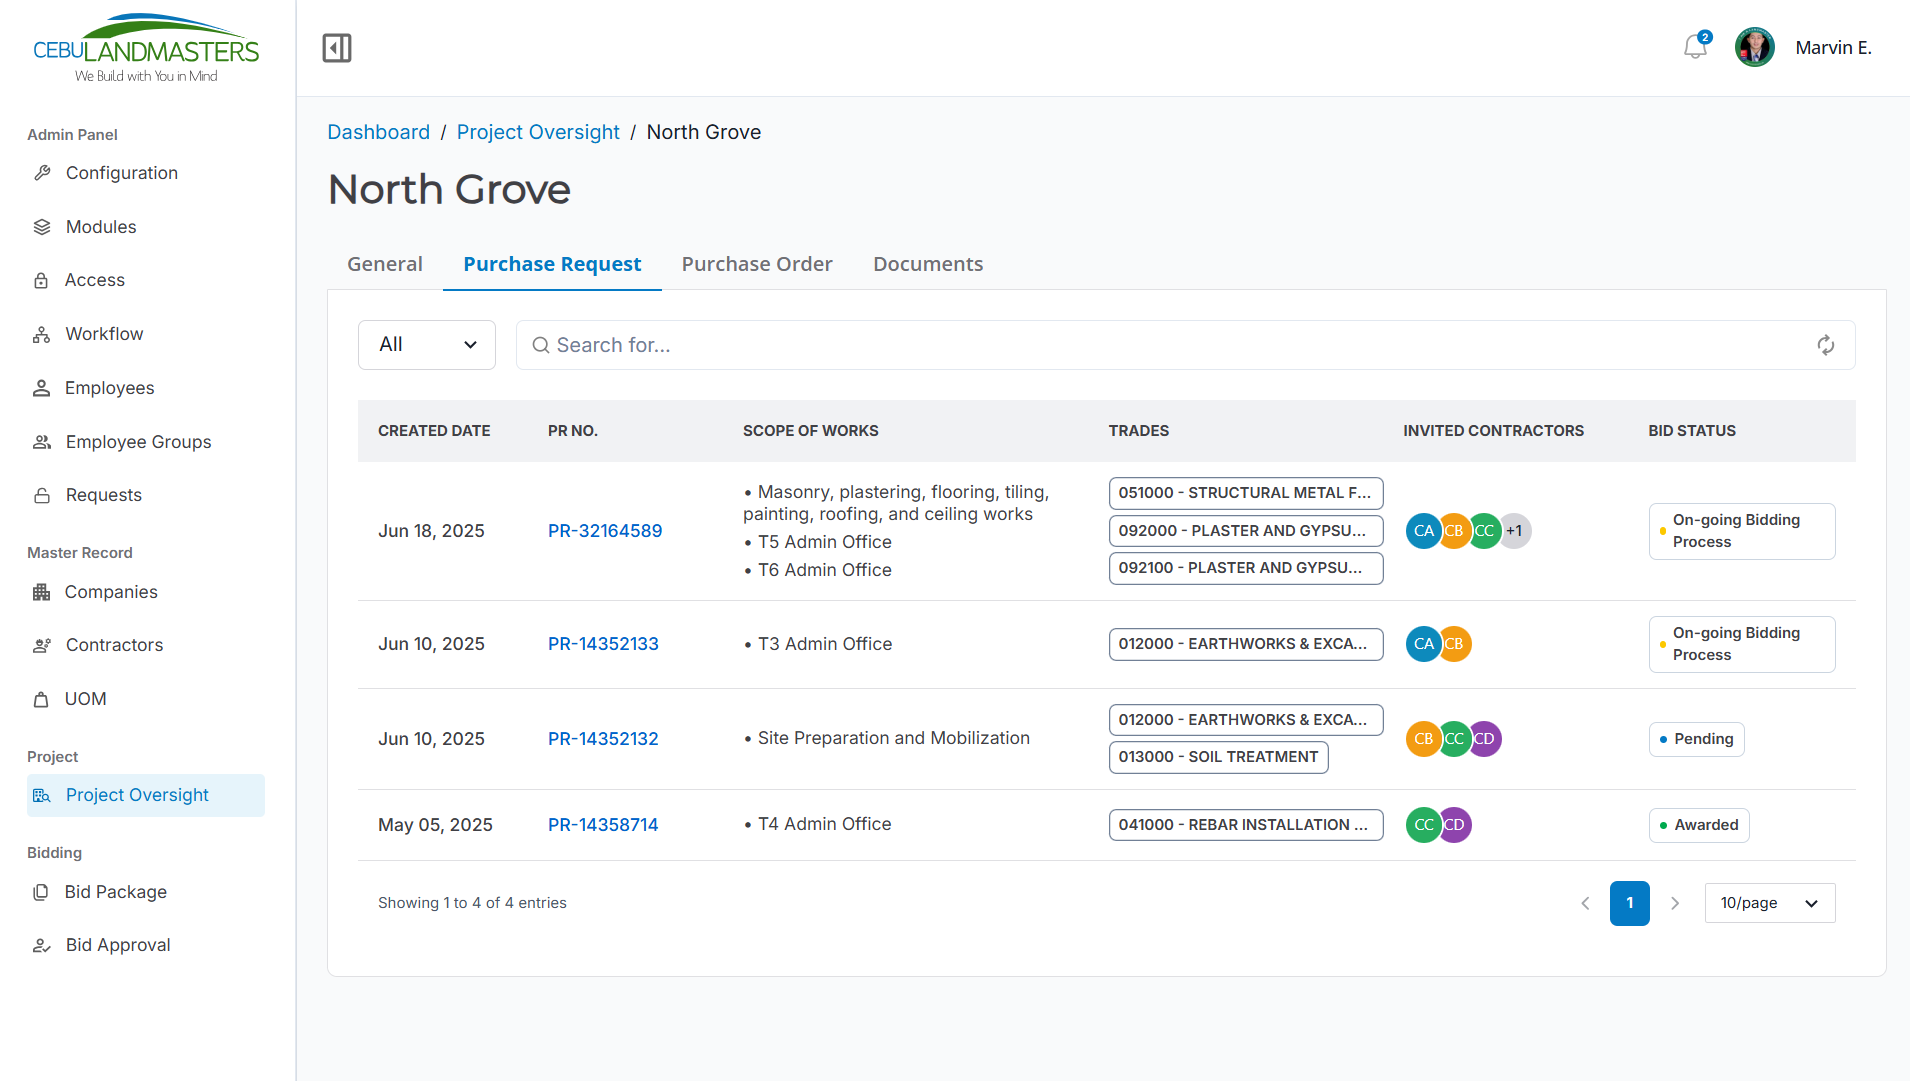 CEBULANDMASTERS
We Build with You in Mind
2
Marvin E.
Admin Panel
Configuration
Modules
Access
Workflow
Employees
Employee Groups
Requests
Master Record
Companies
Contractors
UOM
Project
Project Oversight
Bidding
Bid Package
Bid Approval
Dashboard / Project Oversight / North Grove
North Grove
General Purchase Request Purchase Order Documents
All Search for...
CREATED DATE PR NO. SCOPE OF WORKS TRADES INVITED CONTRACTORS BID STATUS
Jun 18, 2025
PR-32164589
• Masonry, plastering, flooring, tiling,
painting, roofing, and ceiling works
• T5 Admin Office
• T6 Admin Office
051000 - STRUCTURAL METAL F...
092000 - PLASTER AND GYPSU...
092100 - PLASTER AND GYPSU...
CA CB CC +1
On-going Bidding
Process
Jun 10, 2025
PR-14352133
• T3 Admin Office
012000 - EARTHWORKS & EXCA...
CA CB
On-going Bidding
Process
Jun 10, 2025
PR-14352132
• Site Preparation and Mobilization
012000 - EARTHWORKS & EXCA...
013000 - SOIL TREATMENT
CB CC CD
Pending
May 05, 2025
PR-14358714
• T4 Admin Office
041000 - REBAR INSTALLATION ...
CC CD
Awarded
Showing 1 to 4 of 4 entries
1
10/page